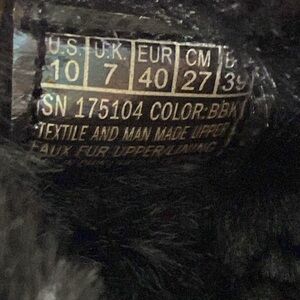 U.S. U.K. EUR CM
10 7 40 27 39
SN 175104 COLOR:BBK
TEXTILE AND MAN MADE UPPER
FAUX FUR UPPER/LINING